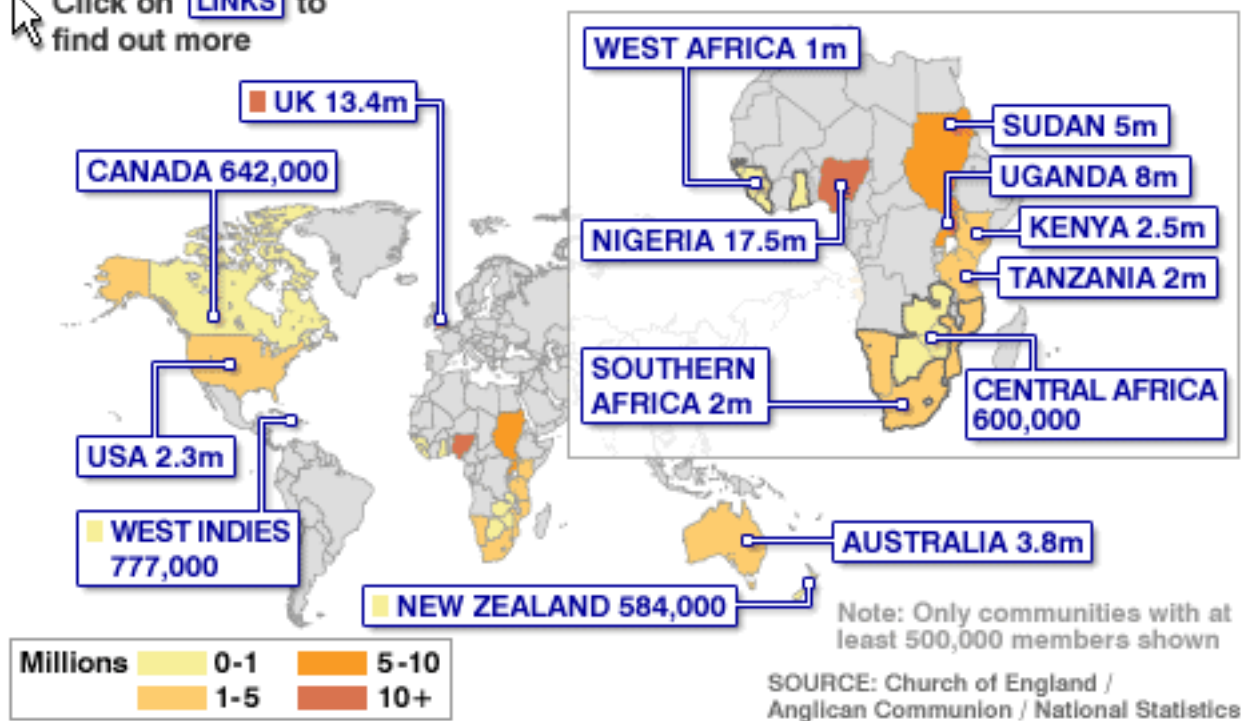 Click on LINKS to
find out more
WEST AFRICA 1m
UK 13.4m
SUDAN 5m
CANADA 642,000
UGANDA 8m
KENYA 2.5m
NIGERIA 17.5m
TANZANIA 2m
SOUTHERN
AFRICA 2m
CENTRAL AFRICA
600,000
USA 2.3m
WEST INDIES
777,000
AUSTRALIA 3.8m
NEW ZEALAND 584,000
Note: Only communities with at
least 500,000 members shown
Millions 0-1 5-10
1-5 10+
SOURCE: Church of England /
Anglican Communion / National Statistics